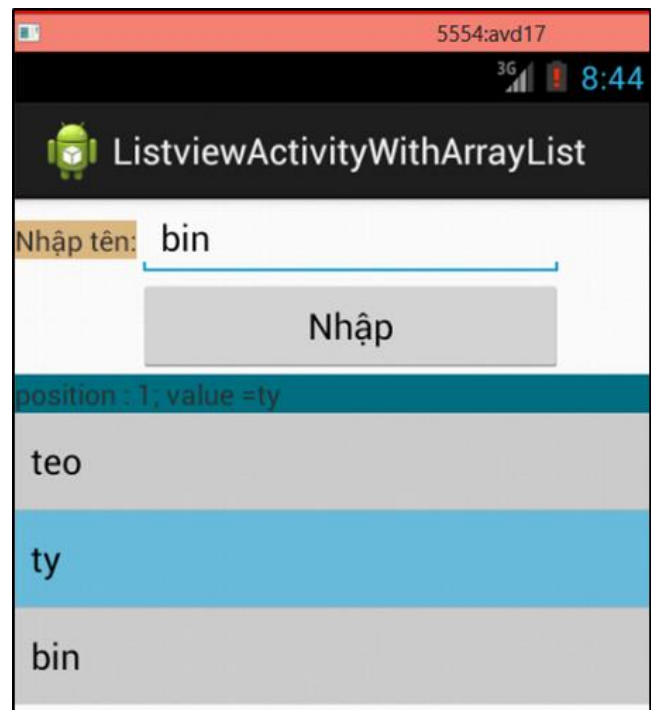 5554:avd17
3G 8:44
ListviewActivityWithArrayList
Nhập tên: bin
Nhập
position : 1; value =ty
teo
ty
bin